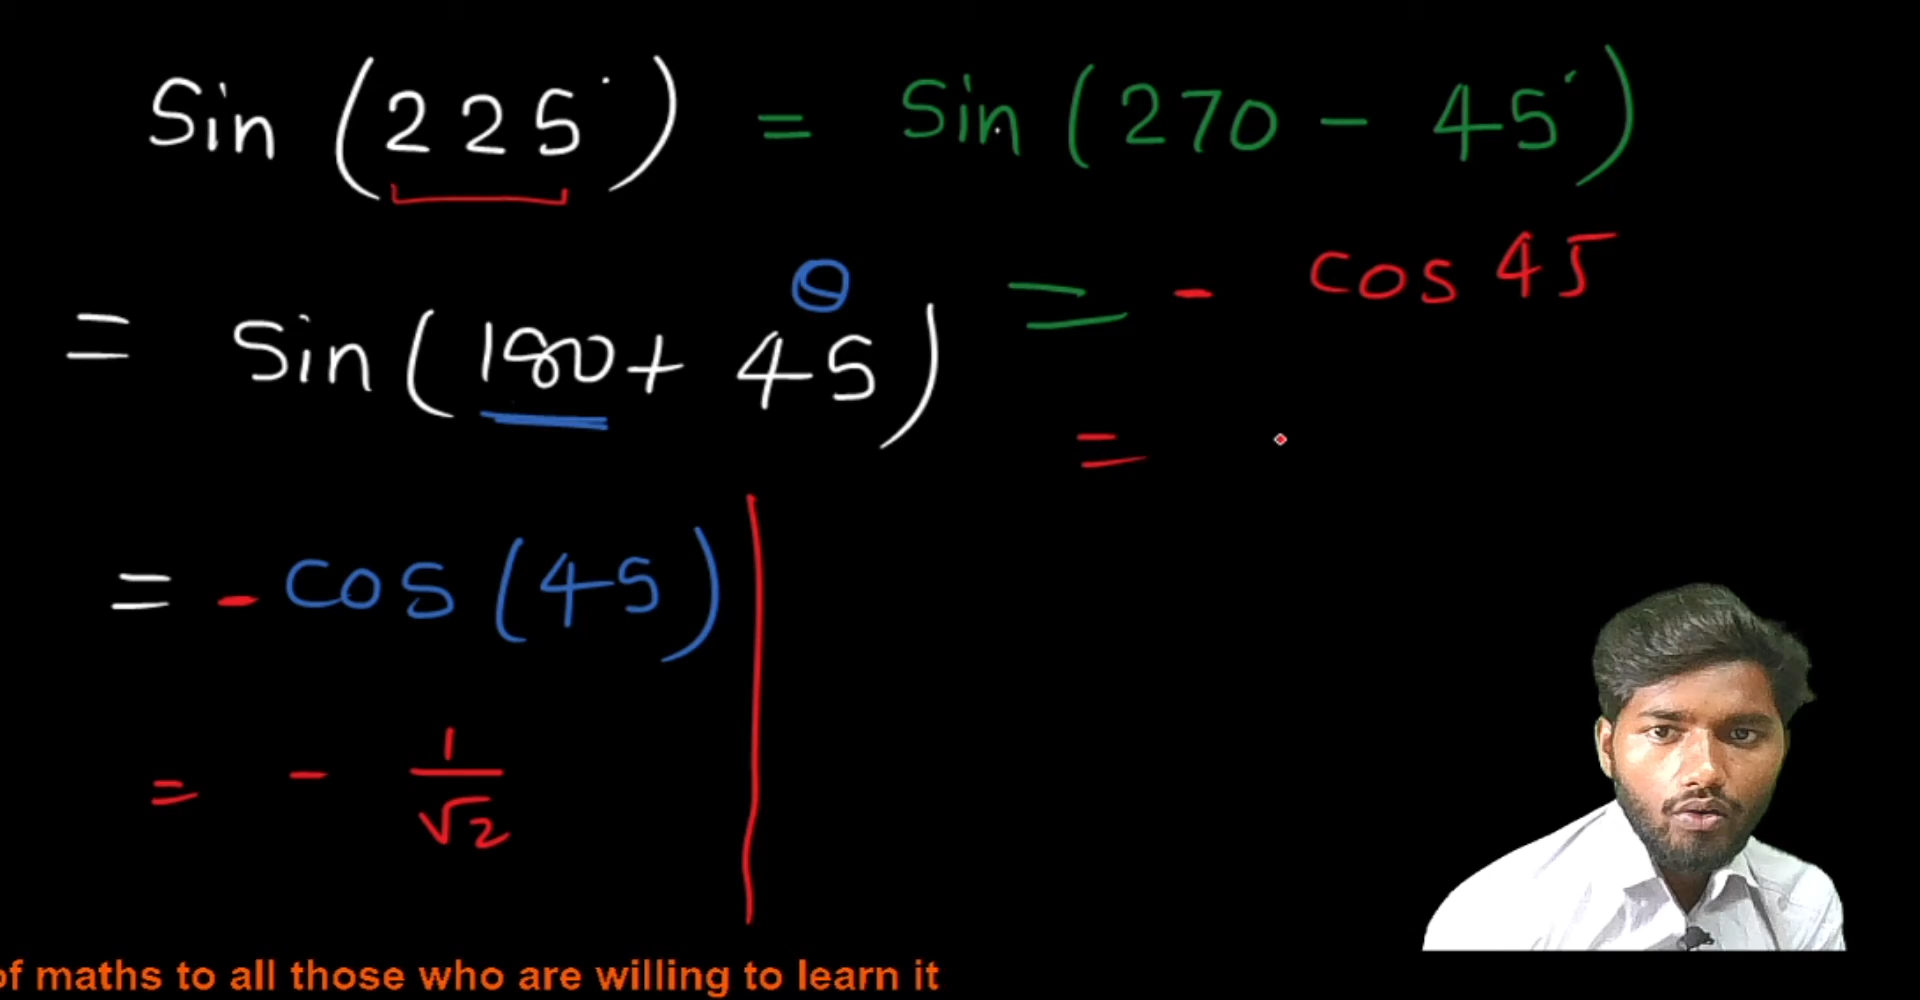 Sin (225°) = Sin (270 - 45°)
= Sin (180 + 45)
θ
= - cos 45
=
= - cos (45)
= - 1/√2
of maths to all those who are willing to learn it